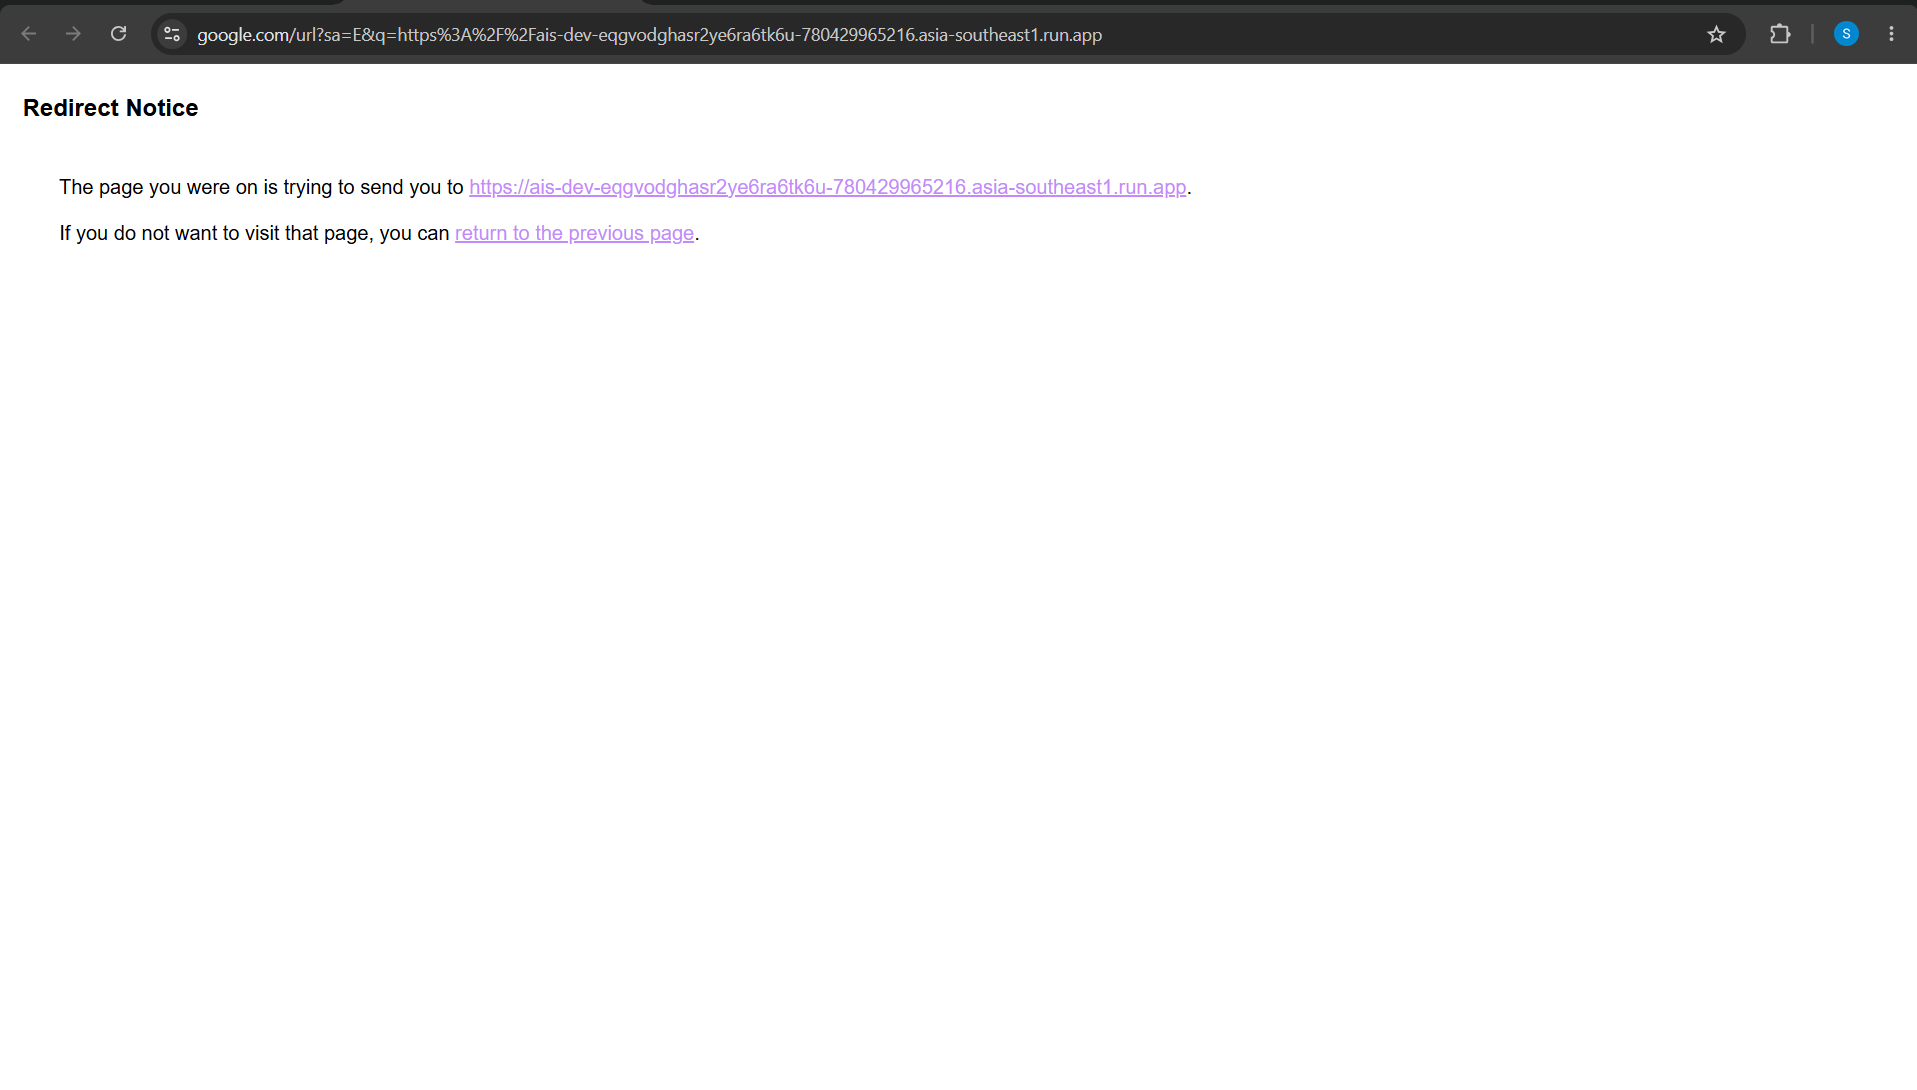 google.com/url?sa=E&q=https%3A%2F%2Fais-dev-eqgvodghasr2ye6ra6tk6u-780429965216.asia-southeast1.run.app
S
Redirect Notice
The page you were on is trying to send you to https://ais-dev-eqgvodghasr2ye6ra6tk6u-780429965216.asia-southeast1.run.app.
If you do not want to visit that page, you can return to the previous page.